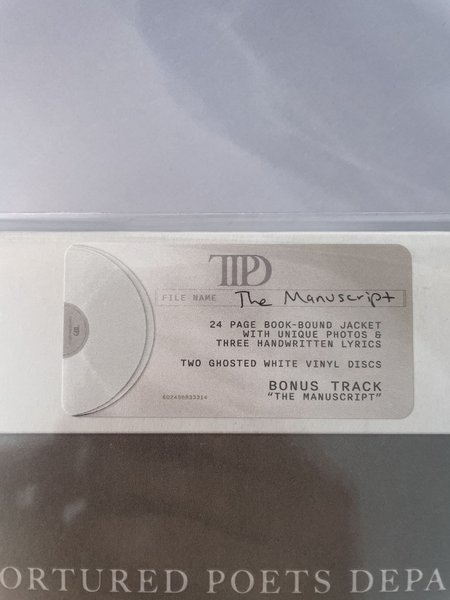 TTPD
FILE NAME The Manuscript
24 PAGE BOOK-BOUND JACKET
WITH UNIQUE PHOTOS &
THREE HANDWRITTEN LYRICS
TWO GHOSTED WHITE VINYL DISCS
BONUS TRACK
602458933314 "THE MANUSCRIPT"
ORTURED POETS DEPA